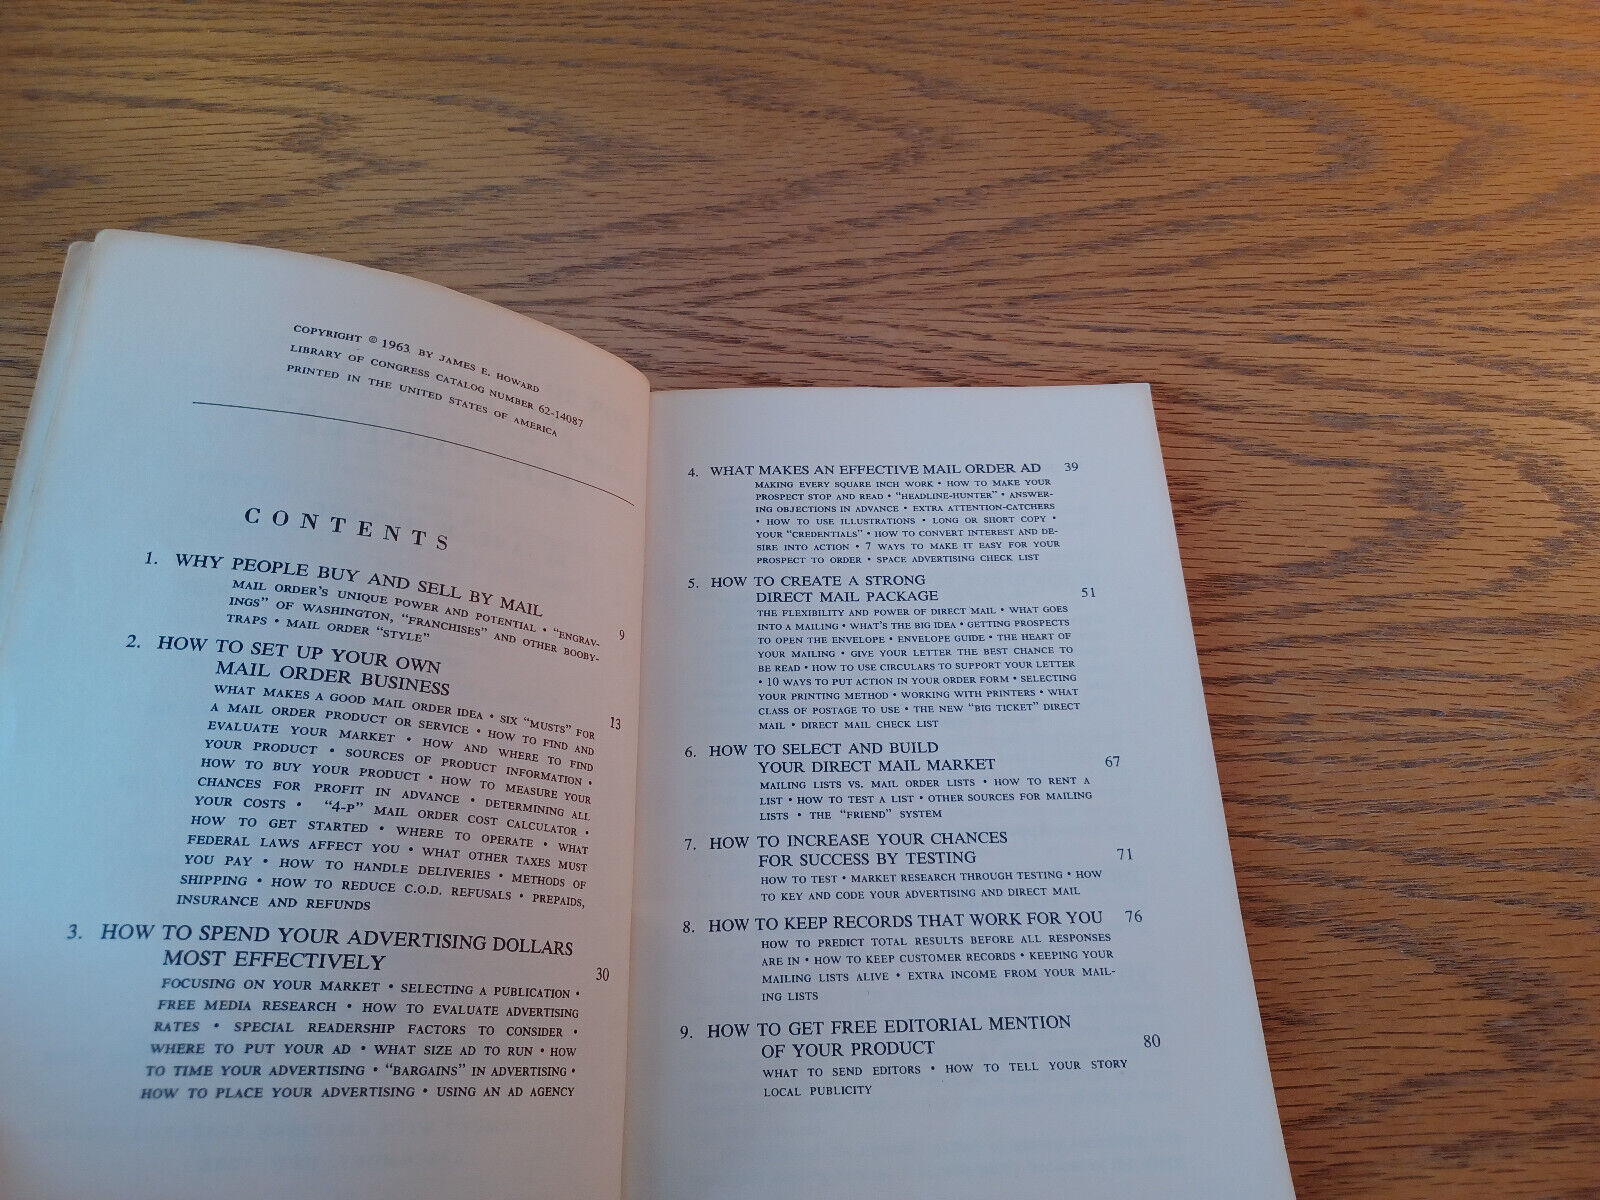 COPYRIGHT © 1963 BY JAMES E. HOWARD
LIBRARY OF CONGRESS CATALOG NUMBER 62-14087
PRINTED IN THE UNITED STATES OF AMERICA
CONTENTS
1. WHY PEOPLE BUY AND SELL BY MAIL
MAIL ORDER'S UNIQUE POWER AND POTENTIAL • "ENGRAV-
INGS" OF WASHINGTON, "FRANCHISES" AND OTHER BOOBY- 9
TRAPS • MAIL ORDER "STYLE"
2. HOW TO SET UP YOUR OWN
MAIL ORDER BUSINESS 13
WHAT MAKES A GOOD MAIL ORDER IDEA • SIX "MUSTS" FOR
A MAIL ORDER PRODUCT OR SERVICE • HOW TO FIND AND
EVALUATE YOUR MARKET • HOW AND WHERE TO FIND
YOUR PRODUCT • SOURCES OF PRODUCT INFORMATION •
HOW TO BUY YOUR PRODUCT • HOW TO MEASURE YOUR
CHANCES FOR PROFIT IN ADVANCE • DETERMINING ALL
YOUR COSTS • "4-P" MAIL ORDER COST CALCULATOR •
HOW TO GET STARTED • WHERE TO OPERATE • WHAT
FEDERAL LAWS AFFECT YOU • WHAT OTHER TAXES MUST
YOU PAY • HOW TO HANDLE DELIVERIES • METHODS OF
SHIPPING • HOW TO REDUCE C.O.D. REFUSALS • PREPAIDS,
INSURANCE AND REFUNDS
3. HOW TO SPEND YOUR ADVERTISING DOLLARS
MOST EFFECTIVELY 30
FOCUSING ON YOUR MARKET • SELECTING A PUBLICATION •
FREE MEDIA RESEARCH • HOW TO EVALUATE ADVERTISING
RATES • SPECIAL READERSHIP FACTORS TO CONSIDER •
WHERE TO PUT YOUR AD • WHAT SIZE AD TO RUN • HOW
TO TIME YOUR ADVERTISING • "BARGAINS" IN ADVERTISING •
HOW TO PLACE YOUR ADVERTISING • USING AN AD AGENCY
4. WHAT MAKES AN EFFECTIVE MAIL ORDER AD 39
MAKING EVERY SQUARE INCH WORK • HOW TO MAKE YOUR
PROSPECT STOP AND READ • "HEADLINE-HUNTER" • ANSWER-
ING OBJECTIONS IN ADVANCE • EXTRA ATTENTION-CATCHERS
• HOW TO USE ILLUSTRATIONS • LONG OR SHORT COPY •
YOUR "CREDENTIALS" • HOW TO CONVERT INTEREST AND DE-
SIRE INTO ACTION • 7 WAYS TO MAKE IT EASY FOR YOUR
PROSPECT TO ORDER • SPACE ADVERTISING CHECK LIST
5. HOW TO CREATE A STRONG
DIRECT MAIL PACKAGE 51
THE FLEXIBILITY AND POWER OF DIRECT MAIL • WHAT GOES
INTO A MAILING • WHAT'S THE BIG IDEA • GETTING PROSPECTS
TO OPEN THE ENVELOPE • ENVELOPE GUIDE • THE HEART OF
YOUR MAILING • GIVE YOUR LETTER THE BEST CHANCE TO
BE READ • HOW TO USE CIRCULARS TO SUPPORT YOUR LETTER
• 10 WAYS TO PUT ACTION IN YOUR ORDER FORM • SELECTING
YOUR PRINTING METHOD • WORKING WITH PRINTERS • WHAT
CLASS OF POSTAGE TO USE • THE NEW "BIG TICKET" DIRECT
MAIL • DIRECT MAIL CHECK LIST
6. HOW TO SELECT AND BUILD
YOUR DIRECT MAIL MARKET 67
MAILING LISTS VS. MAIL ORDER LISTS • HOW TO RENT A
LIST • HOW TO TEST A LIST • OTHER SOURCES FOR MAILING
LISTS • THE "FRIEND" SYSTEM
7. HOW TO INCREASE YOUR CHANCES
FOR SUCCESS BY TESTING 71
HOW TO TEST • MARKET RESEARCH THROUGH TESTING • HOW
TO KEY AND CODE YOUR ADVERTISING AND DIRECT MAIL
8. HOW TO KEEP RECORDS THAT WORK FOR YOU 76
HOW TO PREDICT TOTAL RESULTS BEFORE ALL RESPONSES
ARE IN • HOW TO KEEP CUSTOMER RECORDS • KEEPING YOUR
MAILING LISTS ALIVE • EXTRA INCOME FROM YOUR MAIL-
ING LISTS
9. HOW TO GET FREE EDITORIAL MENTION
OF YOUR PRODUCT 80
WHAT TO SEND EDITORS • HOW TO TELL YOUR STORY
LOCAL PUBLICITY